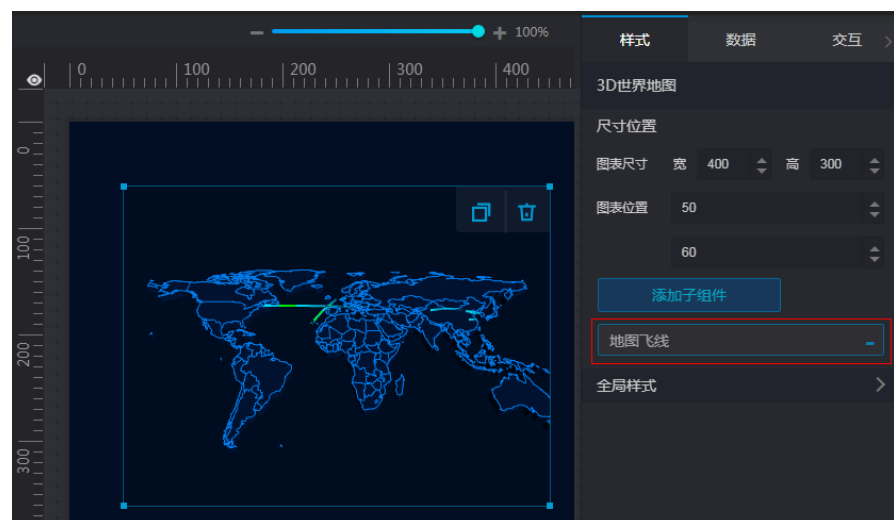 100%
样式 数据 交互
0 100 200 300 400
3D世界地图
尺寸位置
图表尺寸 宽 400 高 300
图表位置 50
60
添加子组件
地图飞线
全局样式
0
100
200
300